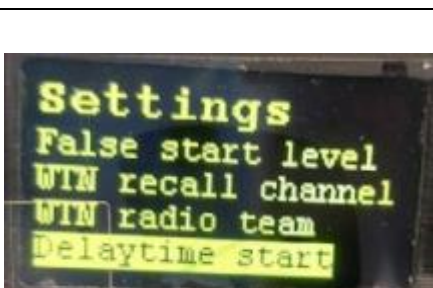 Settings
False start level
WTN recall channel
WTN radio team
Delaytime start